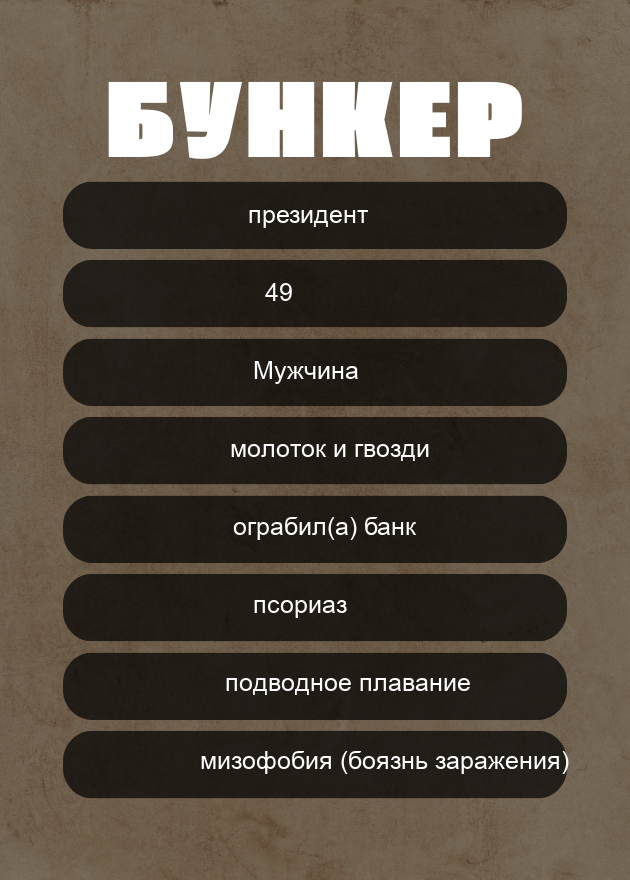 БУНКЕР
президент
49
Мужчина
молоток и гвозди
ограбил(а) банк
псориаз
подводное плавание
мизофобия (боязнь заражения)